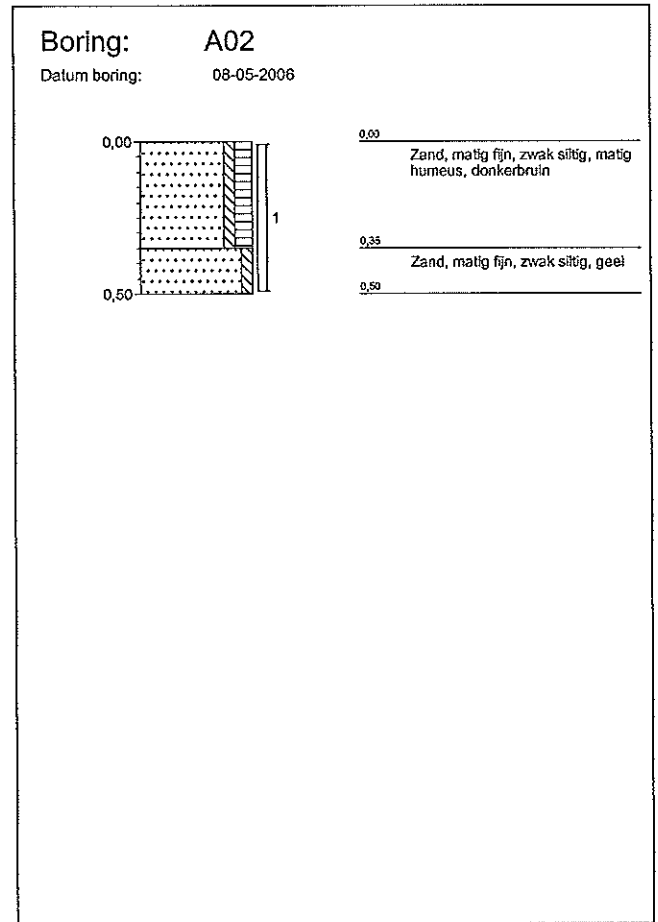 Boring: A02
Datum boring: 08-05-2006
0,00
0,50
1
0,00
Zand, matig fijn, zwak siltig, matig
humeus, donkerbruin
0,35
Zand, matig fijn, zwak siltig, geel
0,50